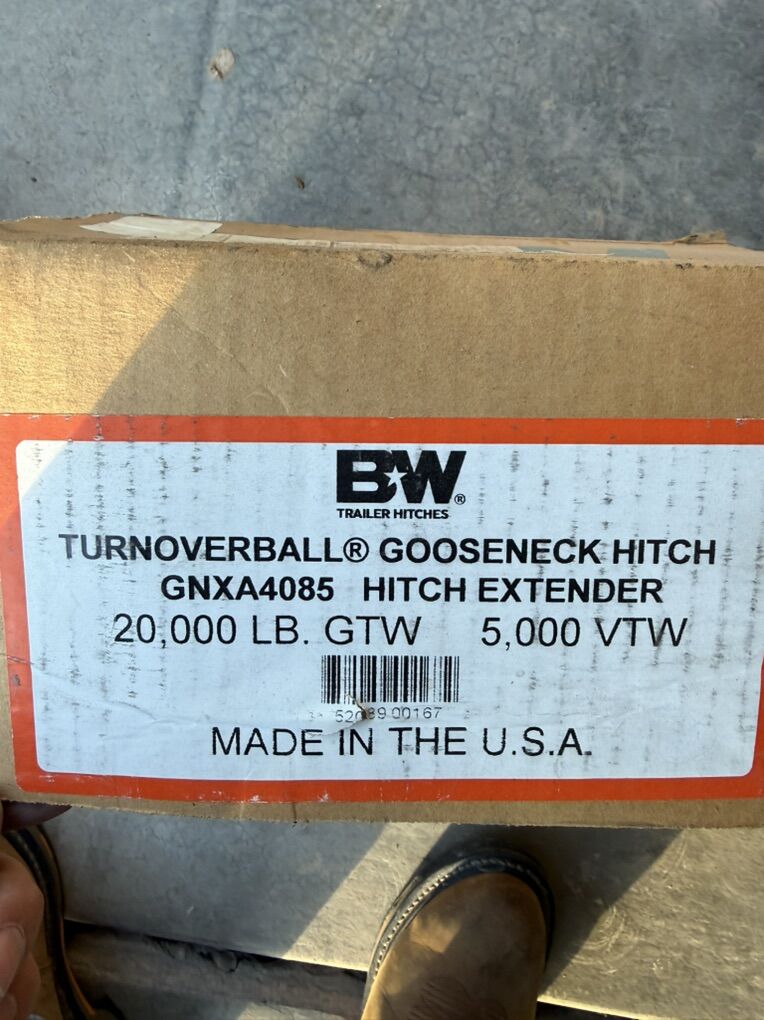 B★W®
TRAILER HITCHES
TURNOVERBALL® GOOSENECK HITCH
GNXA4085 HITCH EXTENDER
20,000 LB. GTW 5,000 VTW
MADE IN THE U.S.A.